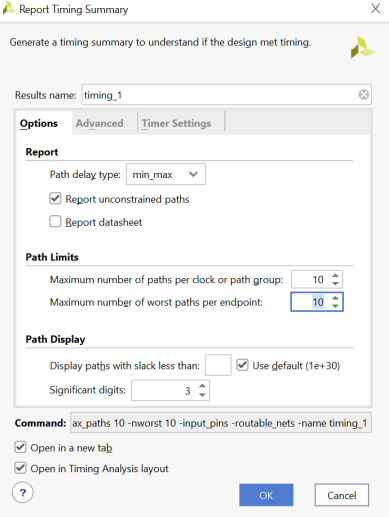 Report Timing Summary
Generate a timing summary to understand if the design met timing.
Results name: timing_1
Options Advanced Timer Settings
Report
Path delay type: min_max
Report unconstrained paths
Report datasheet
Path Limits
Maximum number of paths per clock or path group: 10
Maximum number of worst paths per endpoint: 10
Path Display
Display paths with slack less than: Use default (1e+30)
Significant digits: 3
Command: ax_paths 10 -nworst 10 -input_pins -routable_nets -name timing_1
Open in a new tab
Open in Timing Analysis layout
? OK Cancel